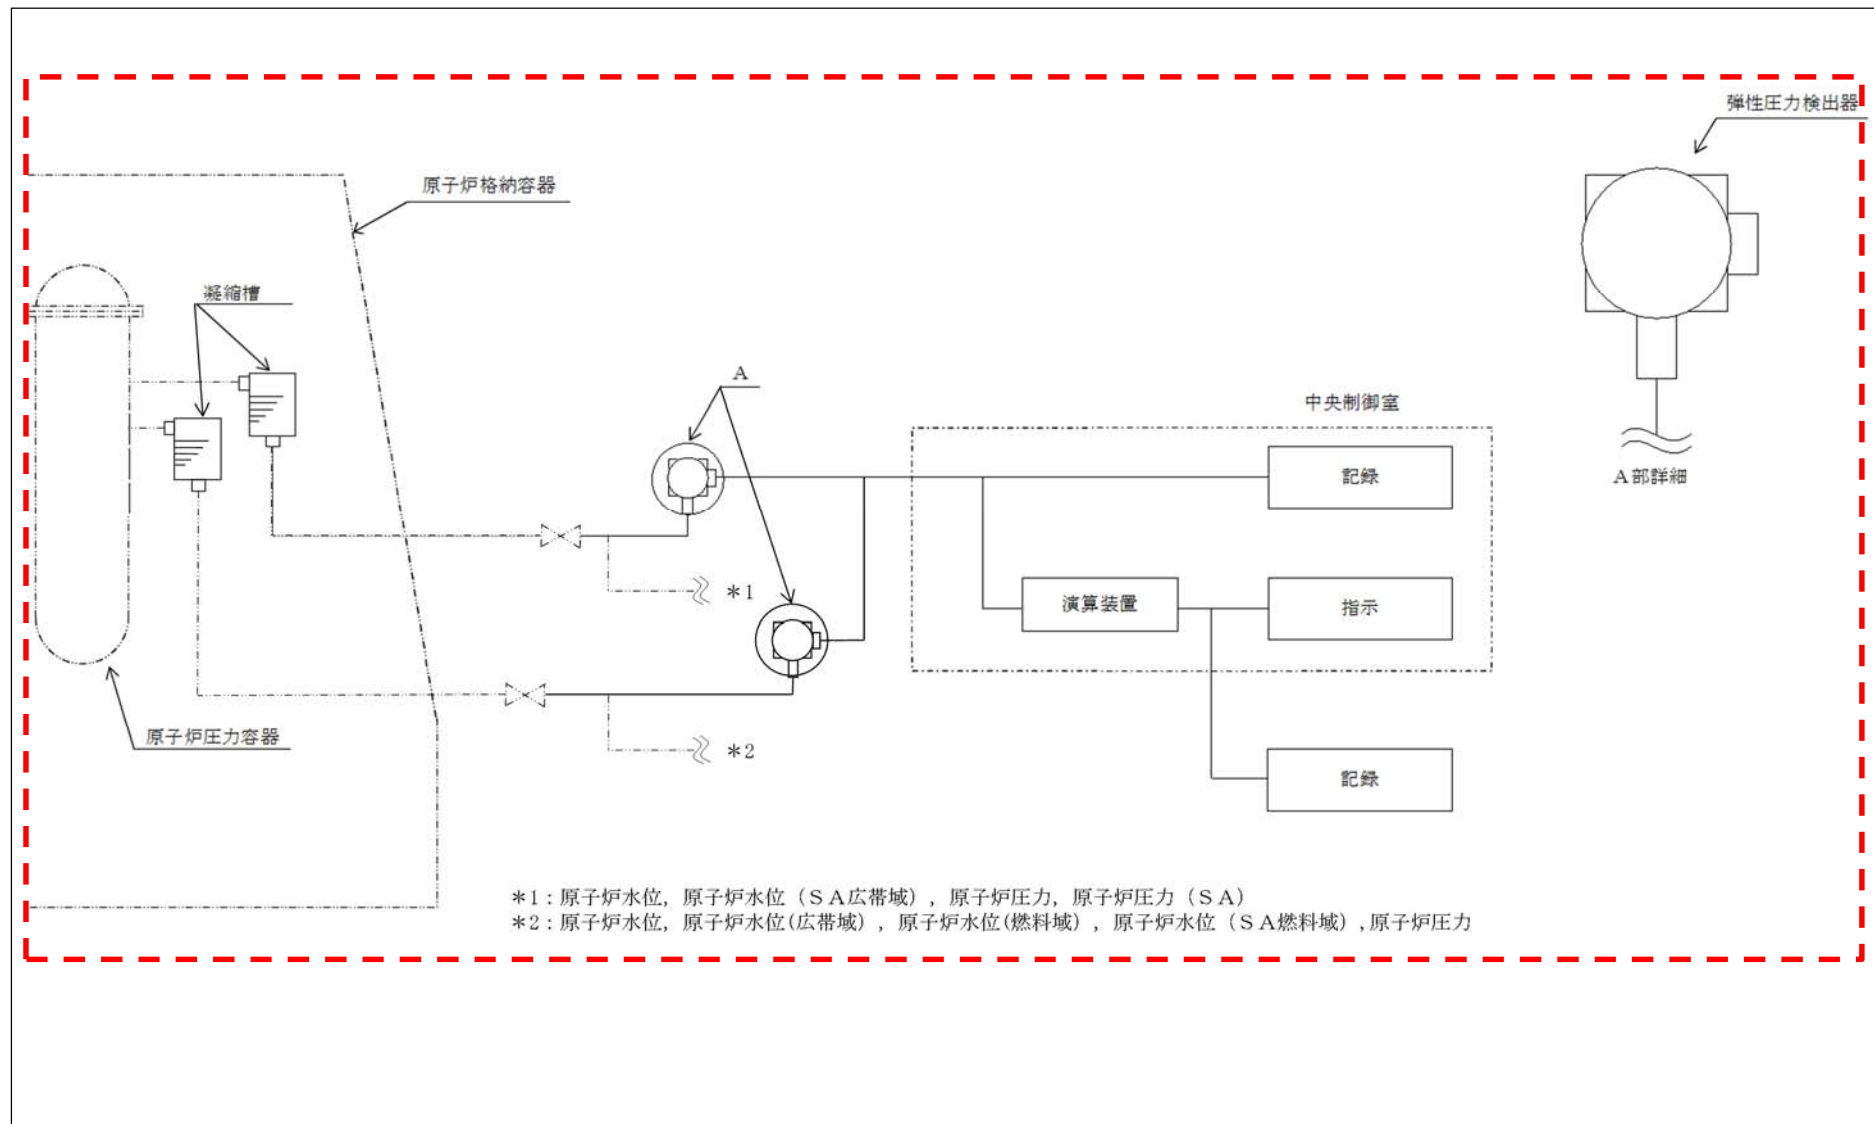 弾性圧力検出器
原子炉格納容器
凝縮槽
A
中央制御室
記録
A部詳細
*1
演算装置
指示
原子炉圧力容器
*2
記録
*1：原子炉水位，原子炉水位（SA広帯域），原子炉圧力，原子炉圧力（SA）
*2：原子炉水位，原子炉水位(広帯域)，原子炉水位(燃料域)，原子炉水位（SA燃料域）,原子炉圧力